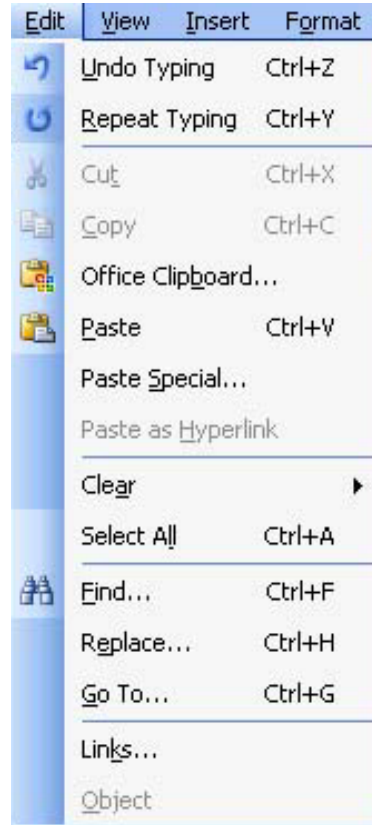 Edit View Insert Format
Undo Typing Ctrl+Z
Repeat Typing Ctrl+Y
Cut Ctrl+X
Copy Ctrl+C
Office Clipboard...
Paste Ctrl+V
Paste Special...
Paste as Hyperlink
Clear
Select All Ctrl+A
Find... Ctrl+F
Replace... Ctrl+H
Go To... Ctrl+G
Links...
Object